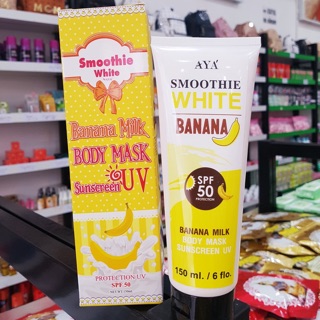 Smoothie
White
Banana Milk
BODY MASK
Sunscreen UV
PROTECTION UV
SPF 50
AYA
SMOOTHIE
WHITE
BANANA
SPF
50
PROTECTION
BANANA MILK
BODY MASK
SUNSCREEN UV
150 ml. / 6 flo.